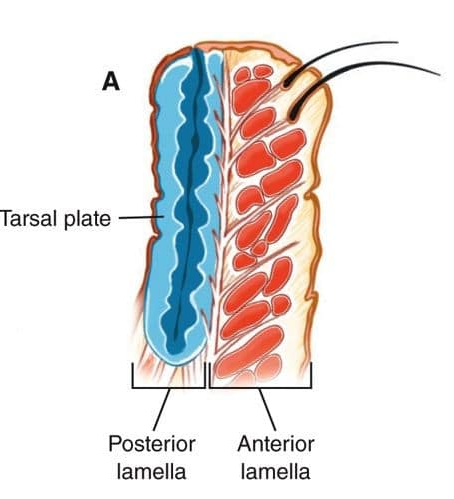 A
Tarsal plate
Posterior
lamella
Anterior
lamella